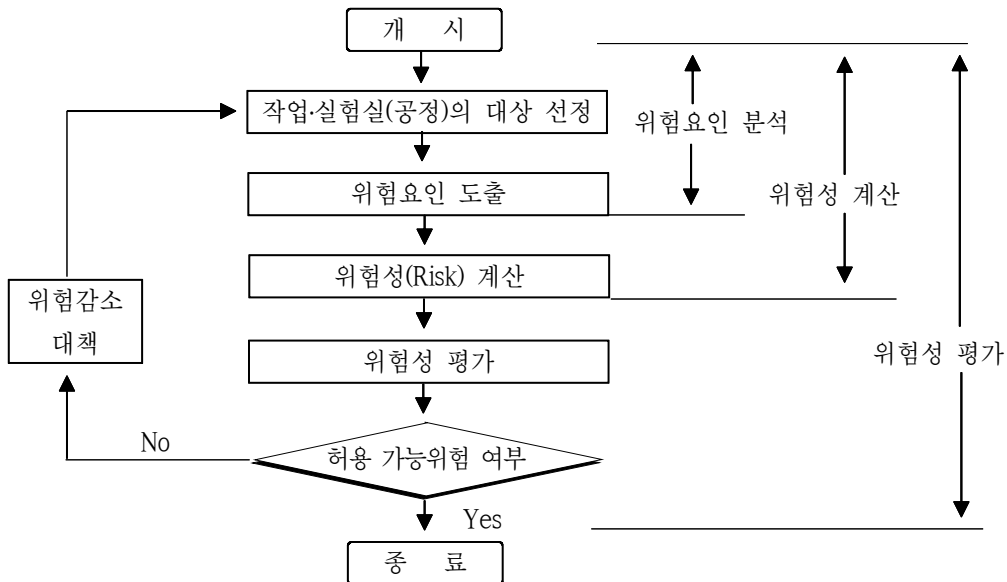 개 시
작업·실험실(공정)의 대상 선정
위험요인 분석
위험요인 도출
위험성 계산
위험성(Risk) 계산
위험감소
대책
위험성 평가
위험성 평가
No
허용 가능위험 여부
Yes
종 료